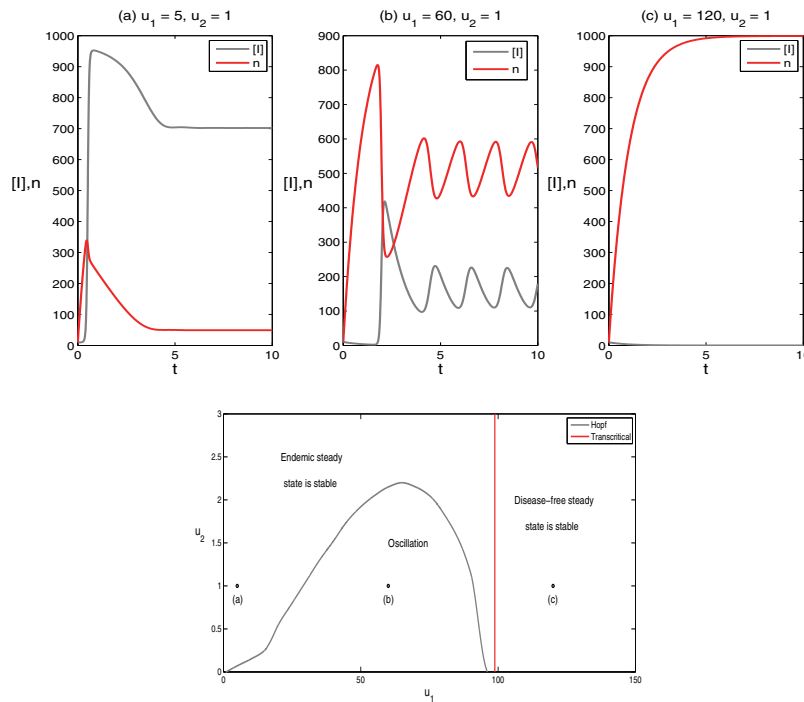 (a) u₁ = 5, u₂ = 1
1000
900
800
700
600
500
400
300
200
100
0
[I],n
[I]
n
0 5 10
t
(b) u₁ = 60, u₂ = 1
900
800
700
600
500
400
300
200
100
0
[I],n
[I]
n
0 5 10
t
(c) u₁ = 120, u₂ = 1
1000
900
800
700
600
500
400
300
200
100
0
[I],n
[I]
n
0 5 10
t
3
2.5
2
1.5
1
0.5
0
u₂
Hopf
Transcritical
Endemic steady
state is stable
Disease−free steady
state is stable
Oscillation
(a) (b) (c)
0 50 100 150
u₁